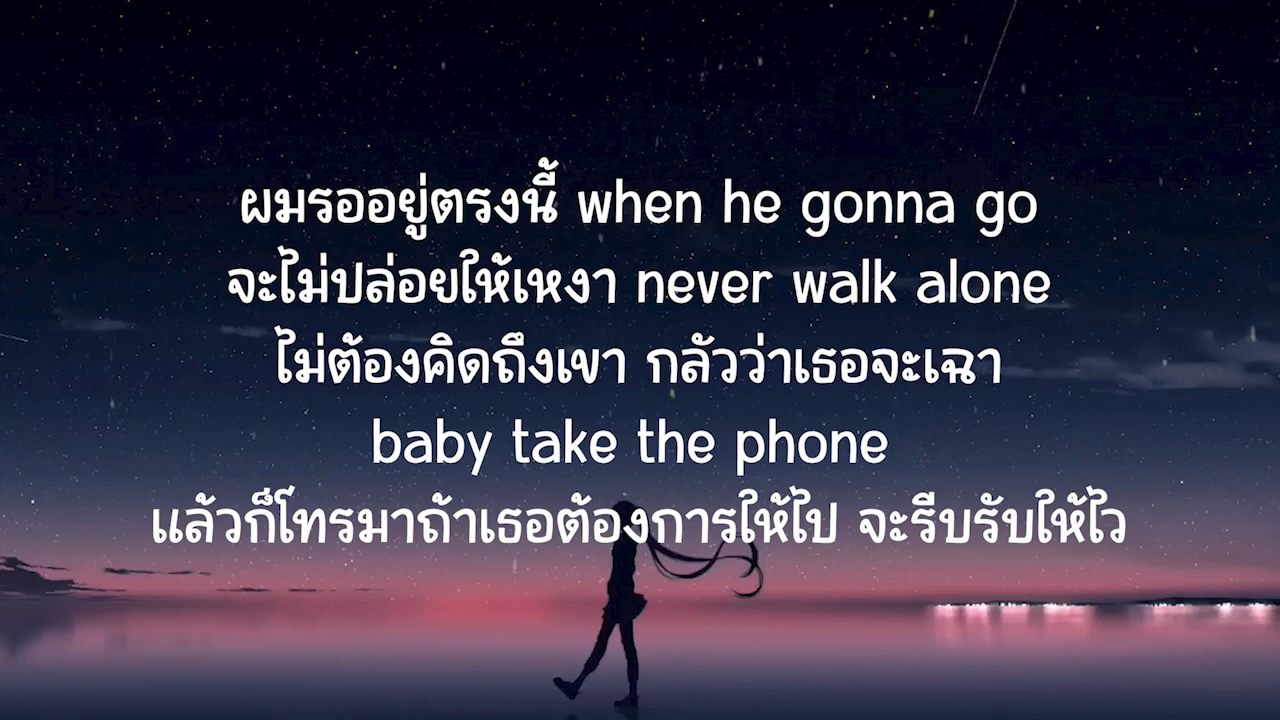 ผมรออยู่ตรงนี้ when he gonna go
จะไม่ปล่อยให้เหงา never walk alone
ไม่ต้องคิดถึงเขา กลัวว่าเธอจะเฉา
baby take the phone
แล้วก็โทรมาถ้าเธอต้องการให้ไป จะรีบรับให้ไว